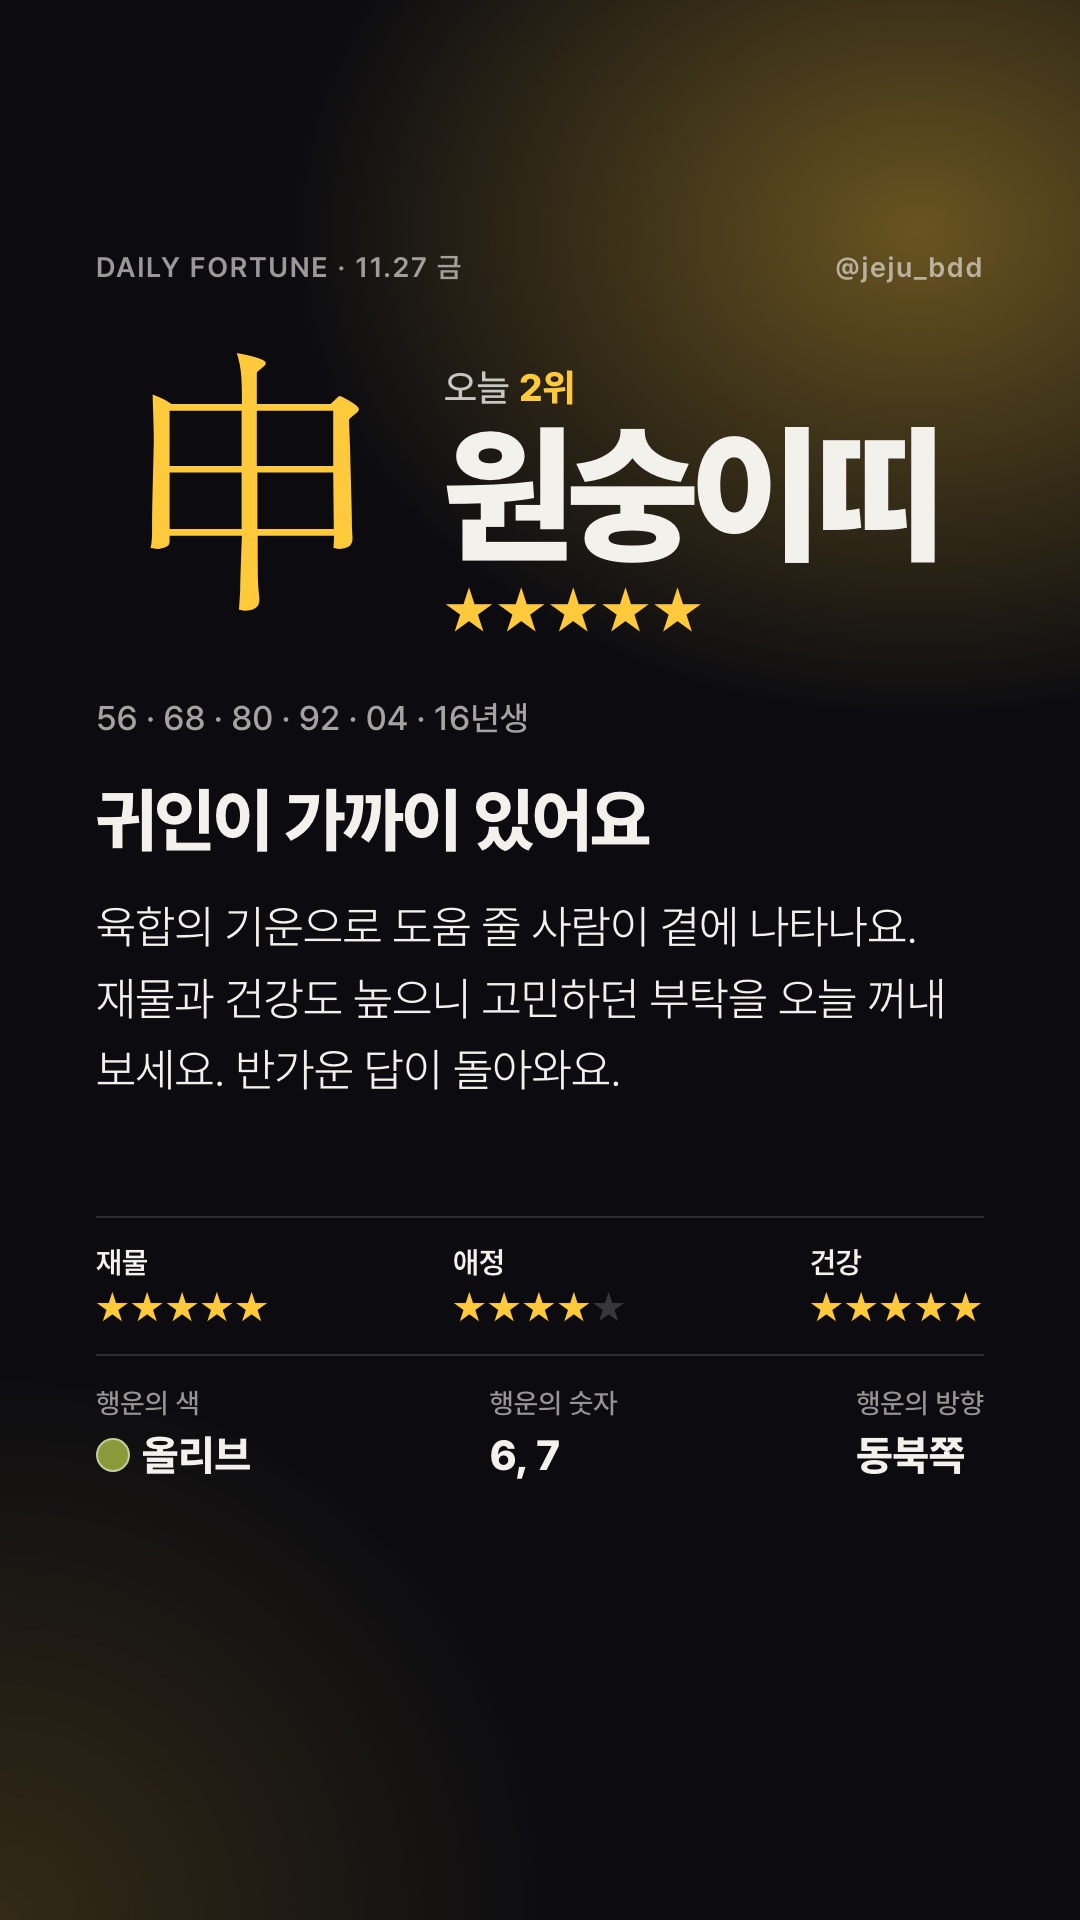 DAILY FORTUNE · 11.27 금
@jeju_bdd
申
오늘 2위
원숭이띠
★★★★★
56 · 68 · 80 · 92 · 04 · 16년생
귀인이 가까이 있어요
육합의 기운으로 도움 줄 사람이 곁에 나타나요.
재물과 건강도 높으니 고민하던 부탁을 오늘 꺼내
보세요. 반가운 답이 돌아와요.
재물 애정 건강
★★★★★ ★★★★★ ★★★★★
행운의 색 행운의 숫자 행운의 방향
올리브 6, 7 동북쪽